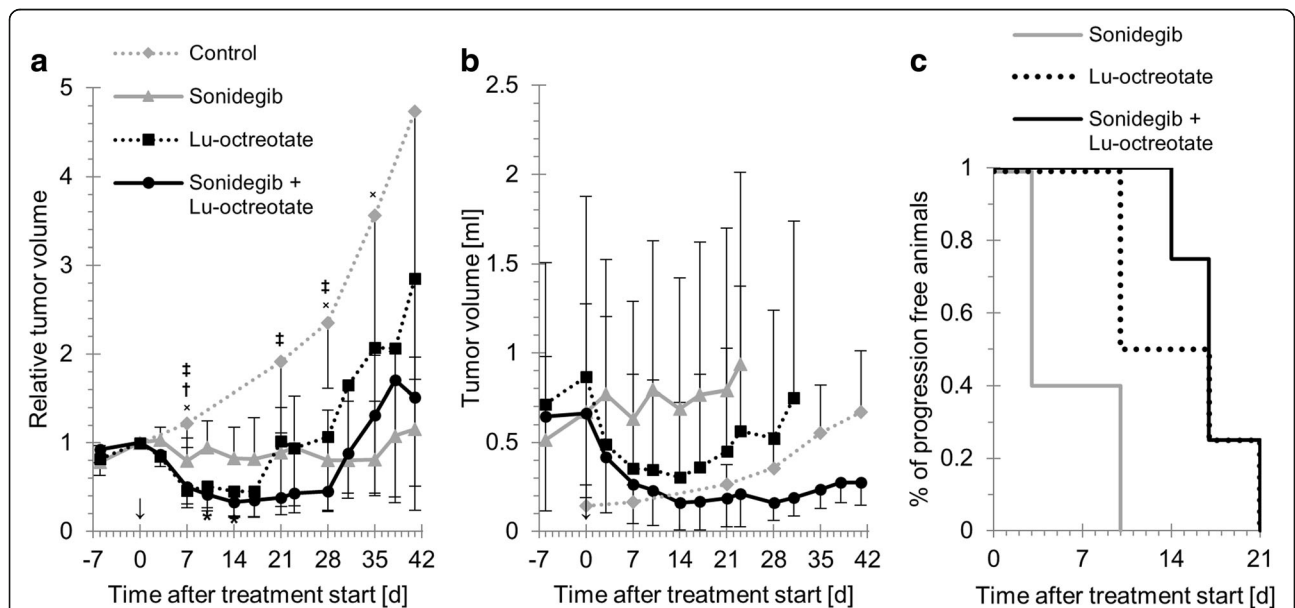 a
Control
Sonidegib
Lu-octreotate
Sonidegib +
Lu-octreotate
Relative tumor volume
5
4
3
2
1
0
‡
†
×
‡
‡
×
×
↓
*
*
-7 0 7 14 21 28 35 42
Time after treatment start [d]
b
Tumor volume [ml]
2.5
2
1.5
1
0.5
0
↓
-7 0 7 14 21 28 35 42
Time after treatment start [d]
c
Sonidegib
Lu-octreotate
Sonidegib +
Lu-octreotate
% of progression free animals
1
0.8
0.6
0.4
0.2
0
0 7 14 21
Time after treatment start [d]